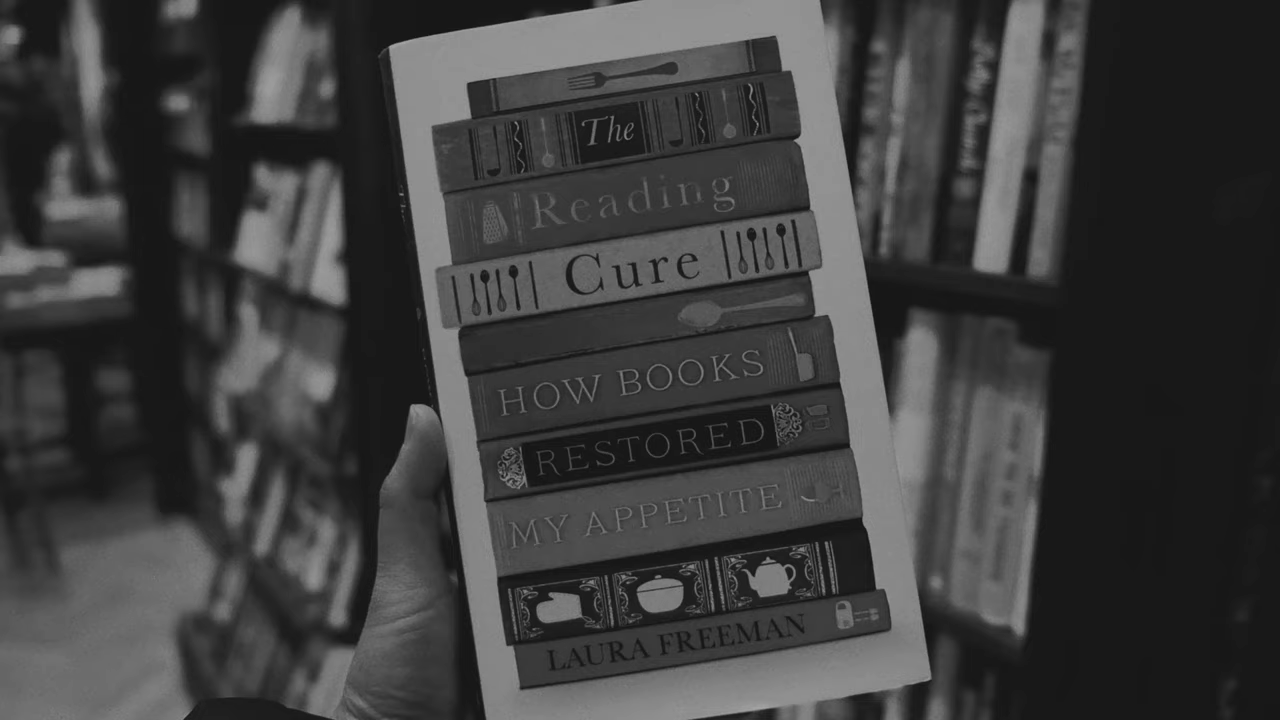 The
Reading
Cure
HOW BOOKS
RESTORED
MY APPETITE
LAURA FREEMAN